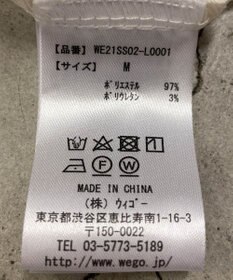 【品番】 WE21SS02-L0001
【サイズ】 M
ポリエステル 97%
ポリウレタン 3%
MADE IN CHINA
(株) ウィゴー
東京都渋谷区恵比寿南1-16-3
〒150-0022
TEL 03-5773-5189
http://www.wego.jp/